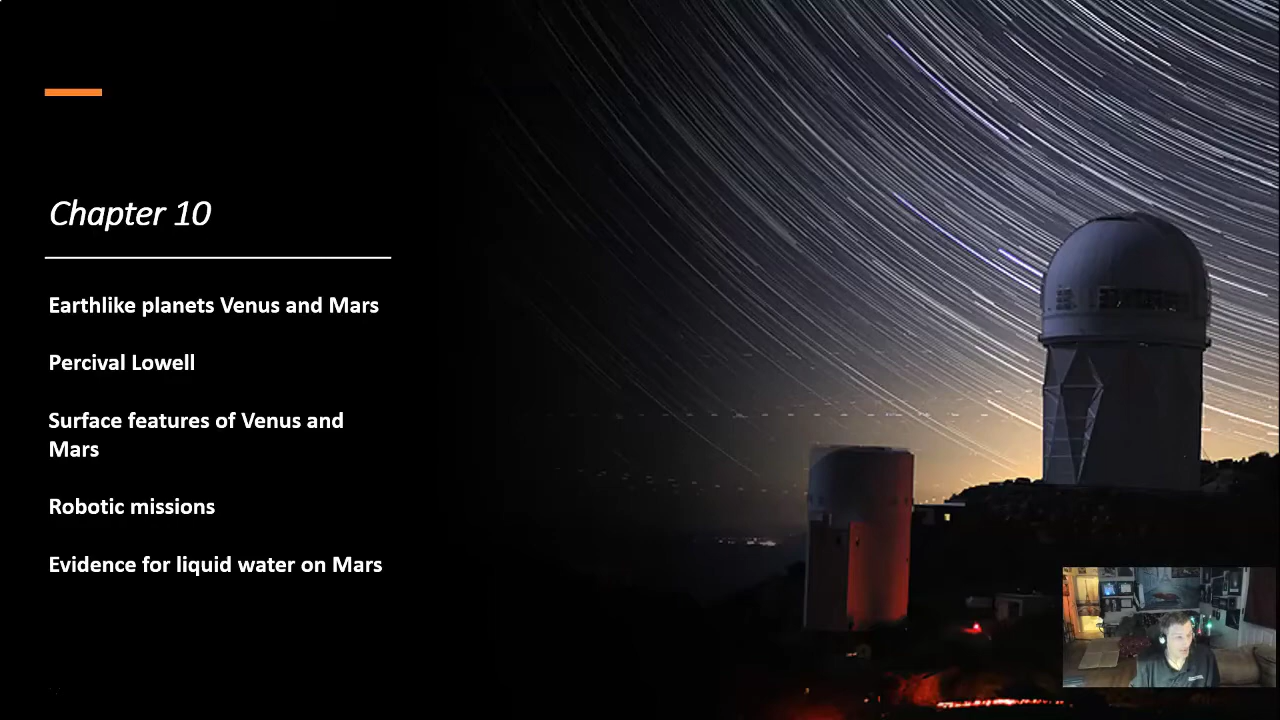 Chapter 10
Earthlike planets Venus and Mars
Percival Lowell
Surface features of Venus and
Mars
Robotic missions
Evidence for liquid water on Mars